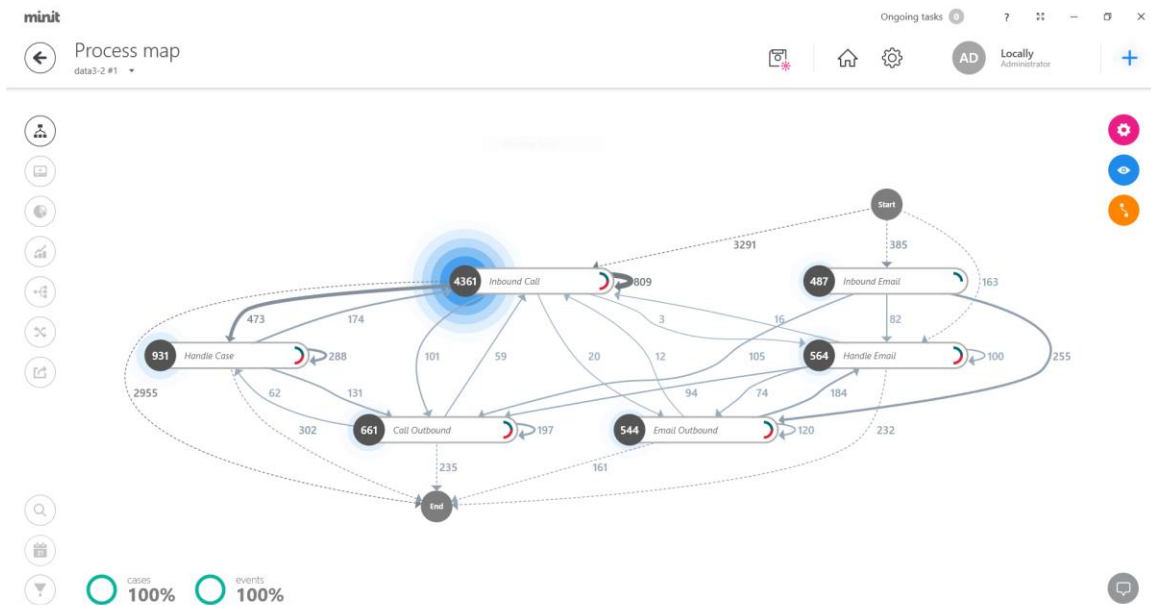 minit
Ongoing tasks 0 ?
Process map
data3-2 #1
AD
Locally
Administrator
Start
3291
385
4361 Inbound Call
809
487 Inbound Email
163
473
174
3
16
82
931 Handle Case
288
101
59
20
12
105
564 Handle Email
100
255
2955
62
131
94
74
184
302
661 Call Outbound
197
544 Email Outbound
120
232
235
161
End
cases
100%
events
100%